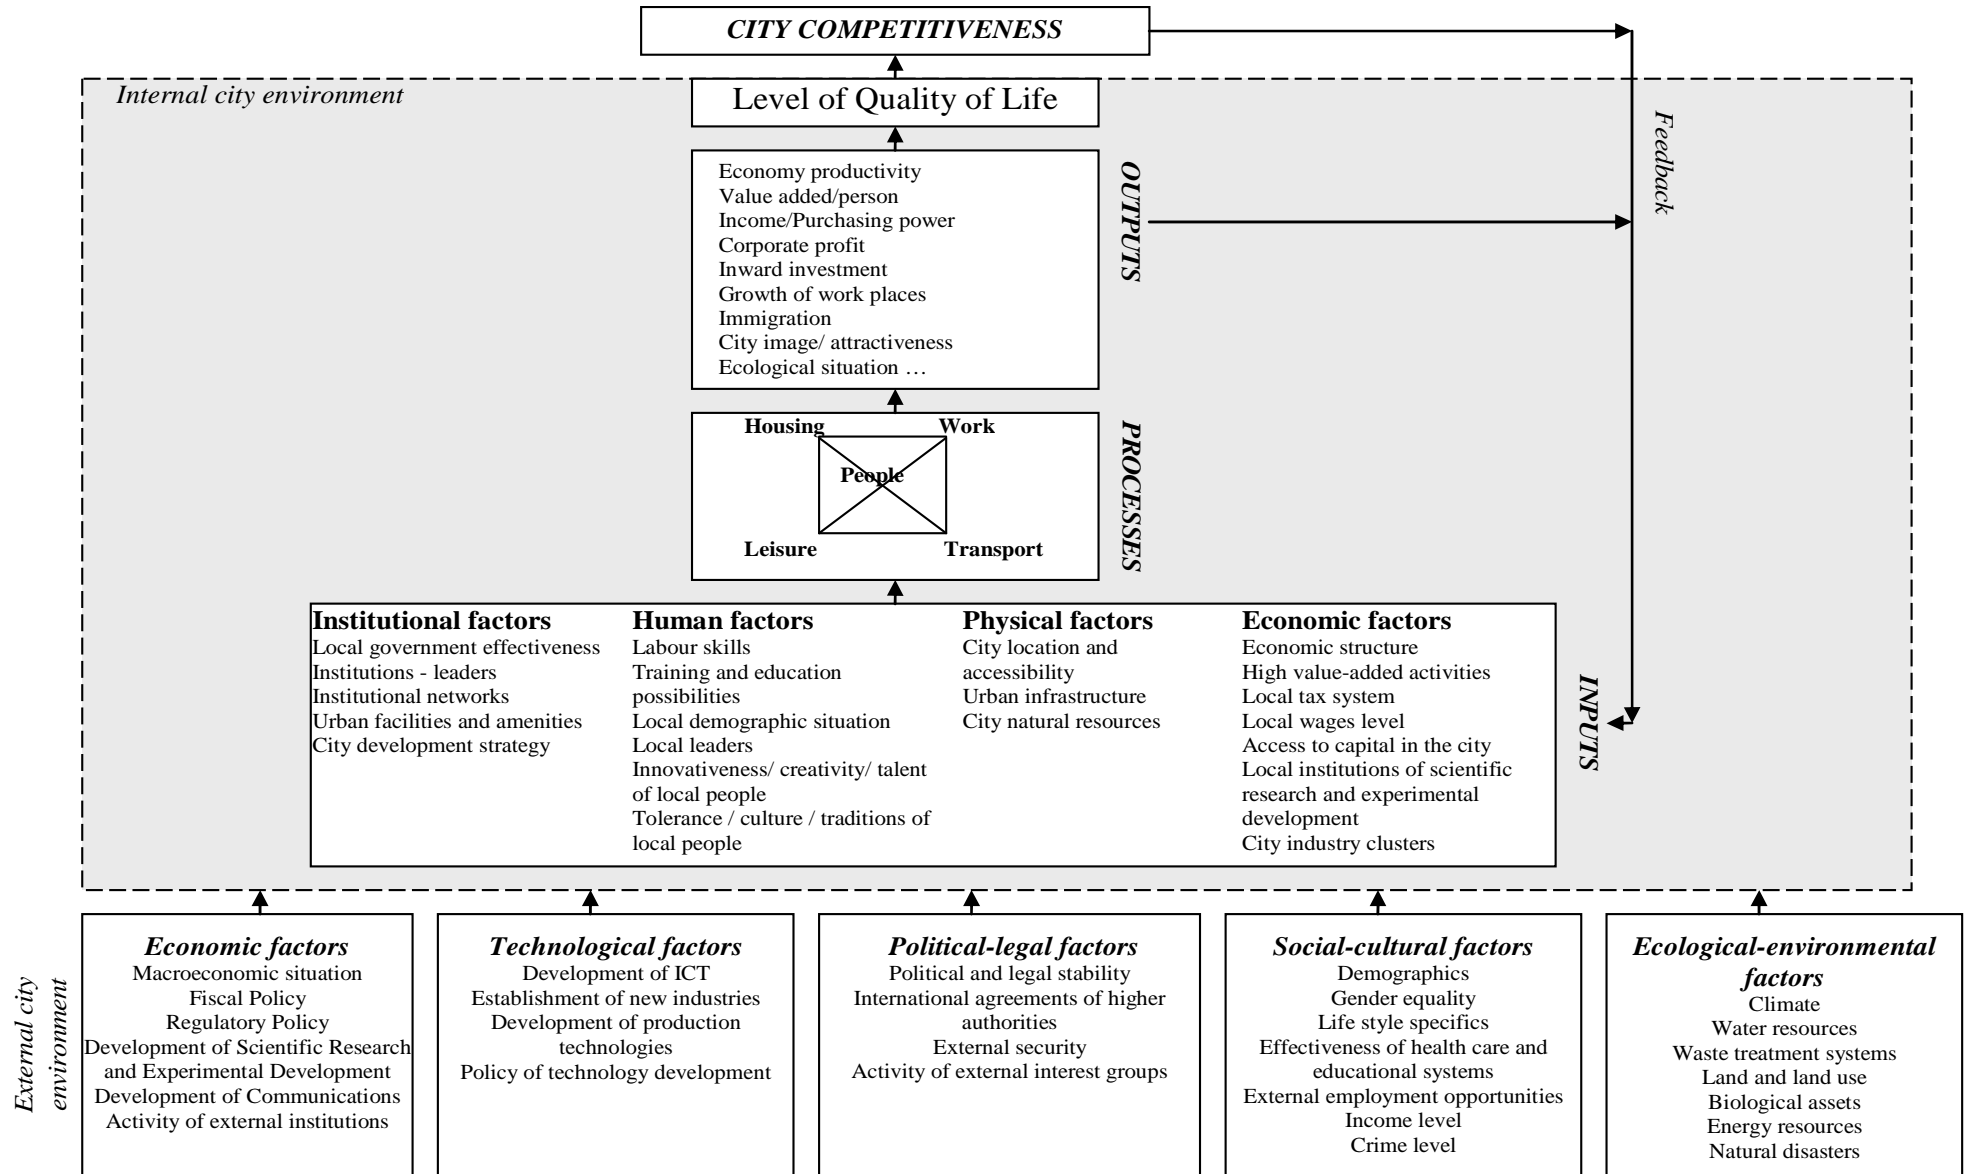 CITY COMPETITIVENESS
Internal city environment
Level of Quality of Life
Feedback
OUTPUTS
Economy productivity
Value added/person
Income/Purchasing power
Corporate profit
Inward investment
Growth of work places
Immigration
City image/ attractiveness
Ecological situation …
PROCESSES
Housing
Work
People
Leisure
Transport
INPUTS
Institutional factors
Local government effectiveness
Institutions - leaders
Institutional networks
Urban facilities and amenities
City development strategy
Human factors
Labour skills
Training and education
possibilities
Local demographic situation
Local leaders
Innovativeness/ creativity/ talent
of local people
Tolerance / culture / traditions of
local people
Physical factors
City location and
accessibility
Urban infrastructure
City natural resources
Economic factors
Economic structure
High value-added activities
Local tax system
Local wages level
Access to capital in the city
Local institutions of scientific
research and experimental
development
City industry clusters
External city
environment
Economic factors
Macroeconomic situation
Fiscal Policy
Regulatory Policy
Development of Scientific Research
and Experimental Development
Development of Communications
Activity of external institutions
Technological factors
Development of ICT
Establishment of new industries
Development of production
technologies
Policy of technology development
Political-legal factors
Political and legal stability
International agreements of higher
authorities
External security
Activity of external interest groups
Social-cultural factors
Demographics
Gender equality
Life style specifics
Effectiveness of health care and
educational systems
External employment opportunities
Income level
Crime level
Ecological-environmental
factors
Climate
Water resources
Waste treatment systems
Land and land use
Biological assets
Energy resources
Natural disasters